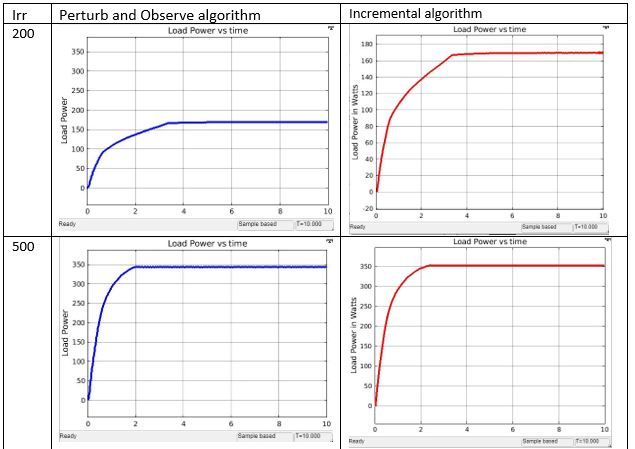 Irr
Perturb and Observe algorithm
Incremental algorithm
200
Load Power vs time
Load Power
350
300
250
200
150
100
50
0
0 2 4 6 8 10
Ready
Sample based
T=10.000
Load Power vs time
Load Power in Watts
180
160
140
120
100
80
60
40
20
0
-20
0 2 4 6 8 10
Ready
Sample based
T=10.000
500
Load Power vs time
Load Power
350
300
250
200
150
100
50
0
0 2 4 6 8 10
Ready
Sample based
T=10.000
Load Power vs time
Load Power in Watts
350
300
250
200
150
100
50
0
0 2 4 6 8 10
Ready
Sample based
T=10.000